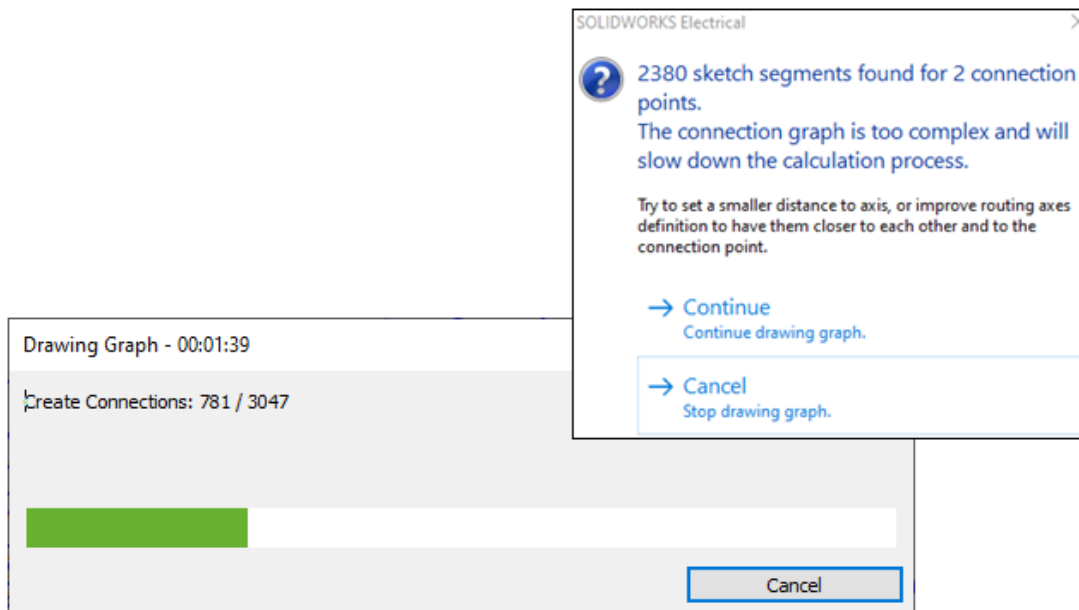 SOLIDWORKS Electrical
2380 sketch segments found for 2 connection
points.
The connection graph is too complex and will
slow down the calculation process.
Try to set a smaller distance to axis, or improve routing axes
definition to have them closer to each other and to the
connection point.
Continue
Continue drawing graph.
Cancel
Stop drawing graph.
Drawing Graph - 00:01:39
Create Connections: 781 / 3047
Cancel